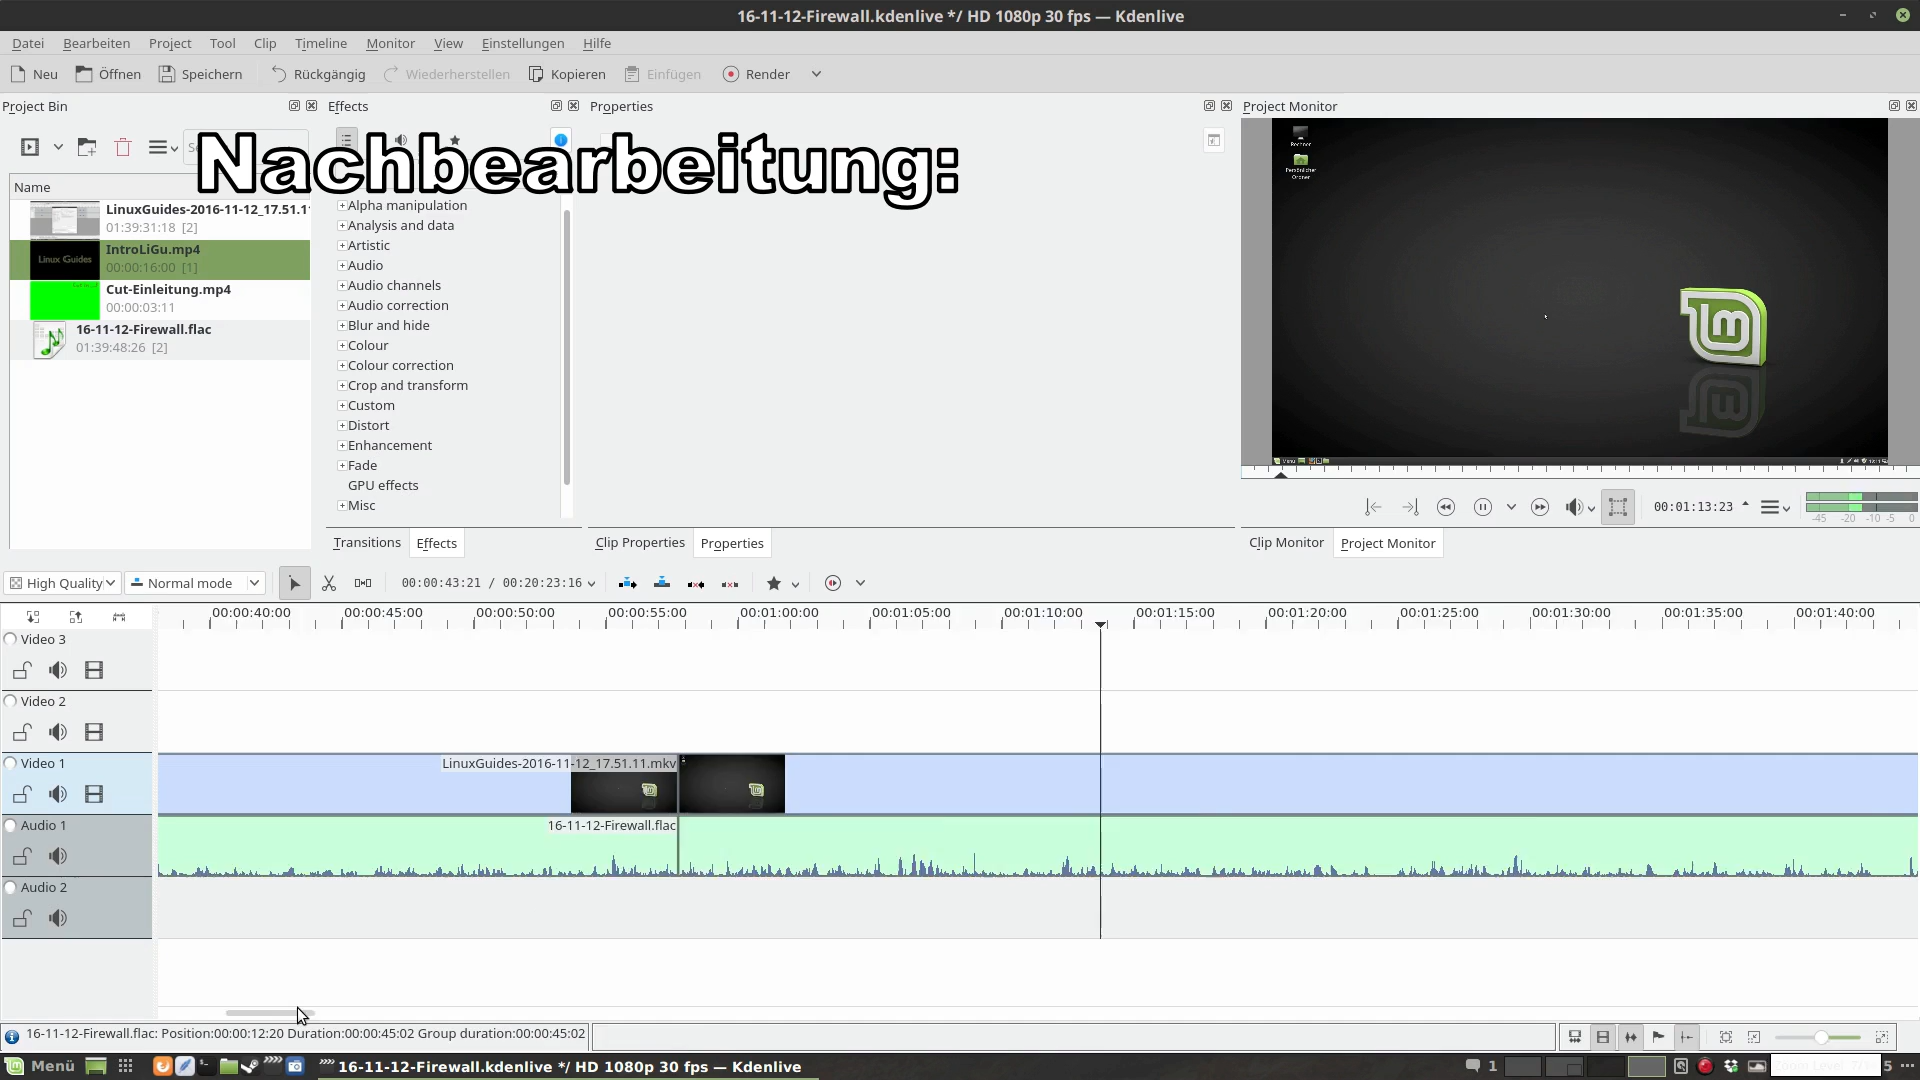 16-11-12-Firewall.kdenlive */ HD 1080p 30 fps — Kdenlive
Datei Bearbeiten Project Tool Clip Timeline Monitor View Einstellungen Hilfe
Neu Öffnen Speichern Rückgängig Wiederherstellen Kopieren Einfügen Render
Project Bin Effects Properties Project Monitor
Nachbearbeitung:
Name
LinuxGuides-2016-11-12_17.51.1
01:39:31:18 [2]
IntroLiGu.mp4
00:00:16:00 [1]
Cut-Einleitung.mp4
00:00:03:11
16-11-12-Firewall.flac
01:39:48:26 [2]
Linux Guides
Alpha manipulation
Analysis and data
Artistic
Audio
Audio channels
Audio correction
Blur and hide
Colour
Colour correction
Crop and transform
Custom
Distort
Enhancement
Fade
GPU effects
Misc
Rechner
Persönlicher
Ordner
00:01:13:23
-45 -20 -10 -5 0
Transitions Effects Clip Properties Properties Clip Monitor Project Monitor
High Quality Normal mode 00:00:43:21 / 00:20:23:16
00:00:40:00 00:00:45:00 00:00:50:00 00:00:55:00 00:01:00:00 00:01:05:00 00:01:10:00 00:01:15:00 00:01:20:00 00:01:25:00 00:01:30:00 00:01:35:00 00:01:40:00
Video 3
Video 2
Video 1
LinuxGuides-2016-11-12_17.51.11.mkv
Audio 1
16-11-12-Firewall.flac
Audio 2
16-11-12-Firewall.flac: Position:00:00:12:20 Duration:00:00:45:02 Group duration:00:00:45:02
Menü 16-11-12-Firewall.kdenlive */ HD 1080p 30 fps — Kdenlive 1 5